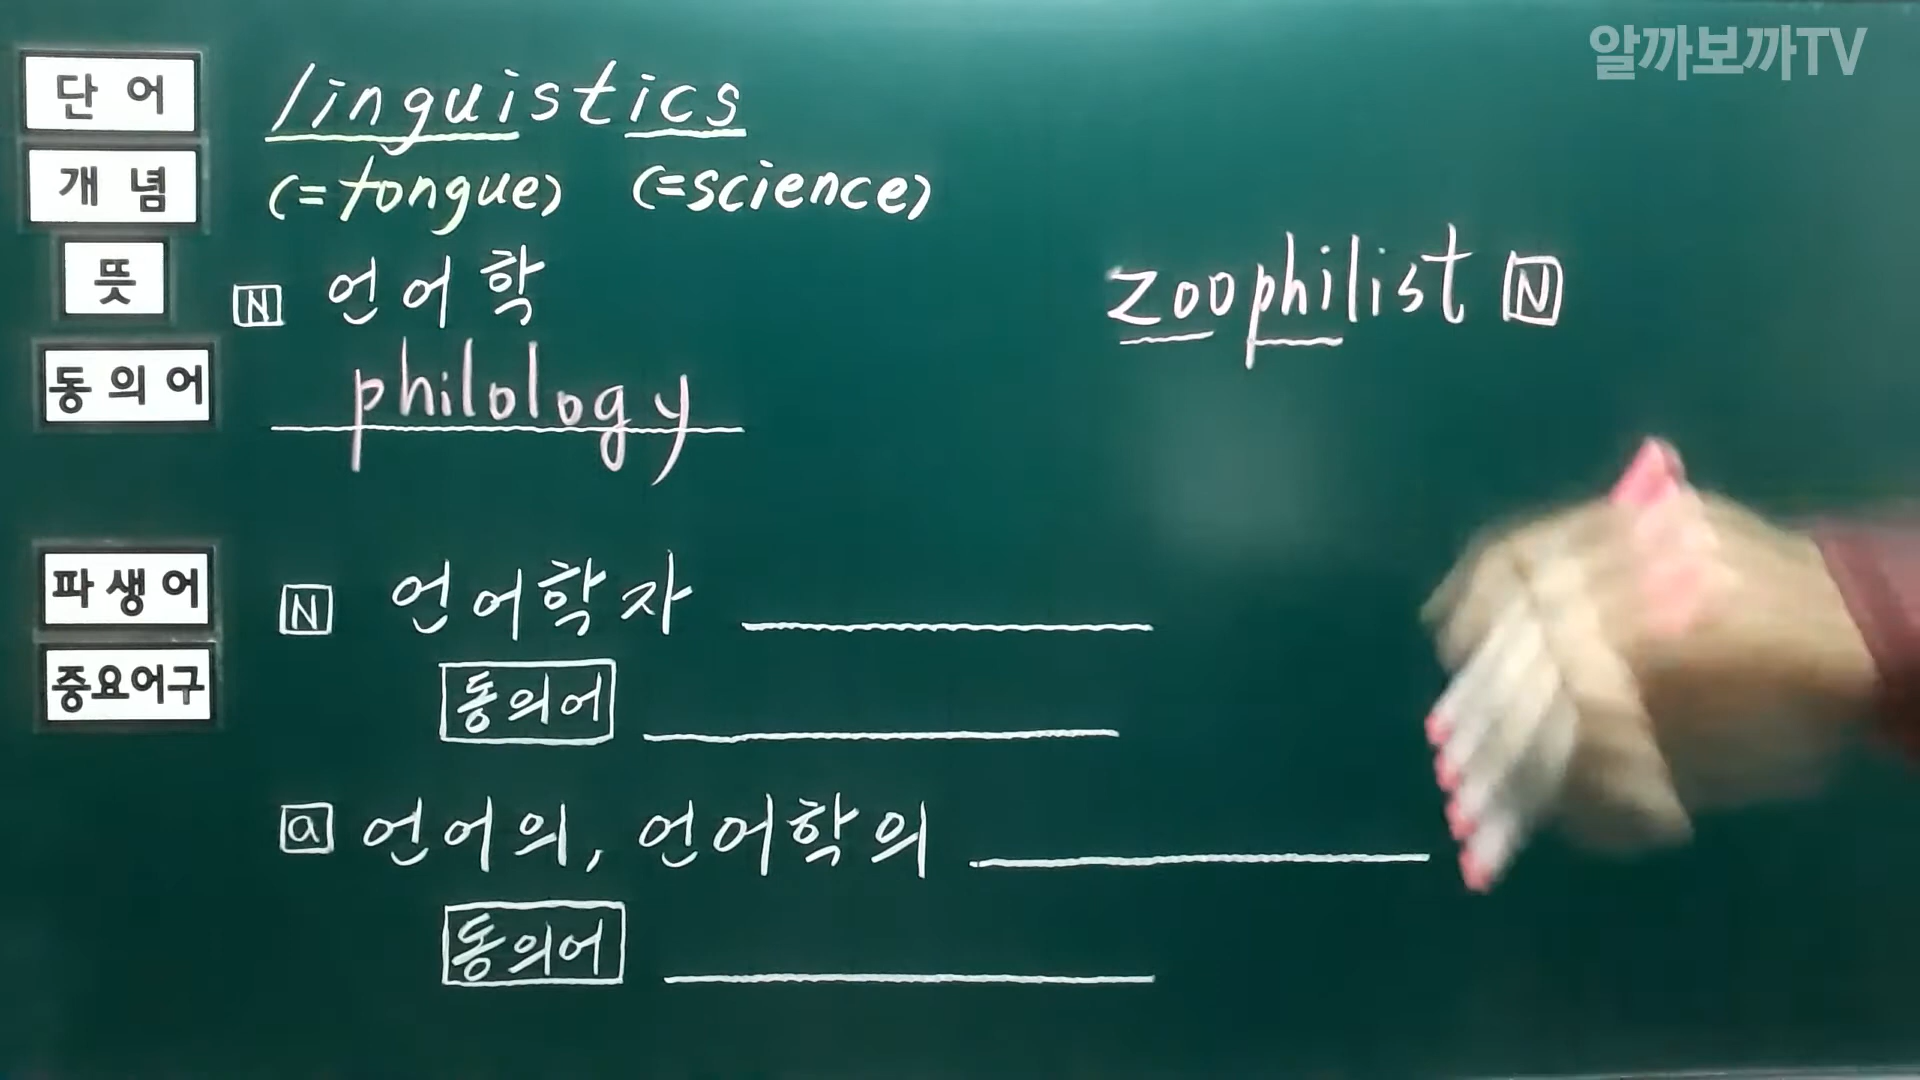 알까보까TV
단어 linguistics
개념 (=tongue) (=science)
뜻 N 언어학
zoophilist N
동의어 philology
파생어 N 언어학자
중요어구 동의어
a 언어의, 언어학의
동의어